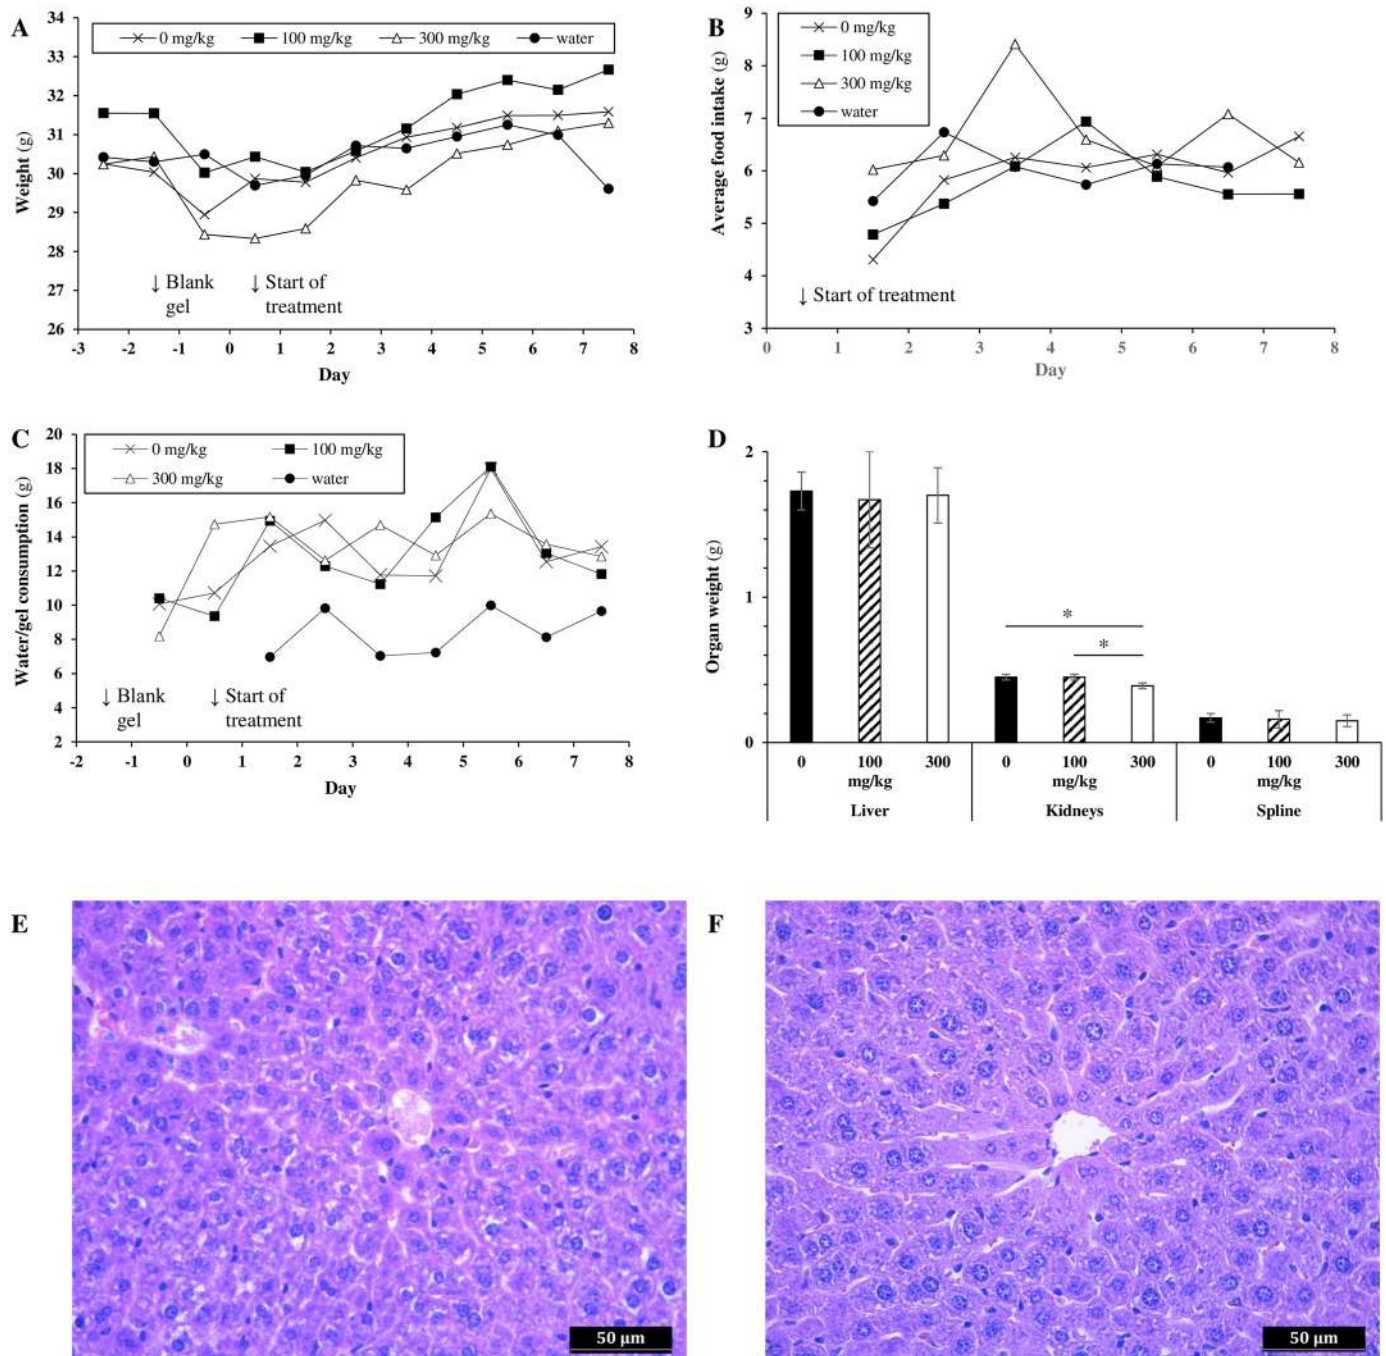 A
34
33
32
31
30
29
28
27
26
Weight (g)
0 mg/kg 100 mg/kg 300 mg/kg water
↓ Blank
gel
↓ Start of
treatment
-3 -2 -1 0 1 2 3 4 5 6 7 8
Day
B
9
8
7
6
5
4
3
Average food intake (g)
0 mg/kg
100 mg/kg
300 mg/kg
water
↓ Start of treatment
0 1 2 3 4 5 6 7 8
Day
C
20
18
16
14
12
10
8
6
4
2
Water/gel consumption (g)
0 mg/kg 100 mg/kg
300 mg/kg water
↓ Blank
gel
↓ Start of
treatment
-2 -1 0 1 2 3 4 5 6 7 8
Day
D
2
1
0
Organ weight (g)
*
*
0 100 300 0 100 300 0 100 300
mg/kg mg/kg mg/kg
Liver Kidneys Spline
E
50 µm
F
50 µm